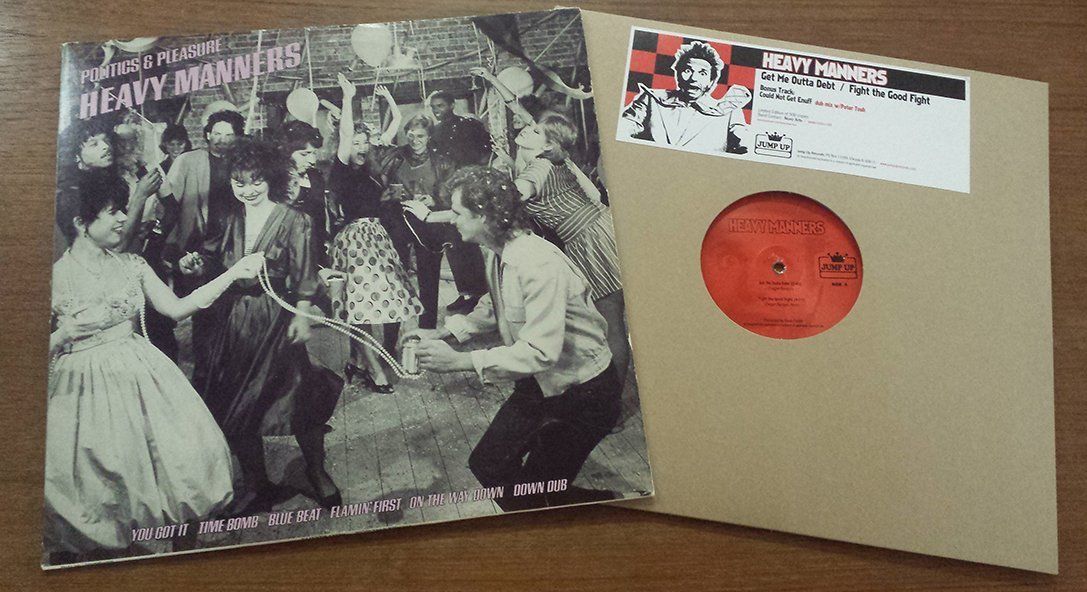 POLITICS & PLEASURE
HEAVY MANNERS
YOU GOT IT TIME BOMB BLUE BEAT FLAMIN' FIRST ON THE WAY DOWN DOWN DUB
HEAVY MANNERS
Get Me Outta Debt / Fight the Good Fight
Bonus Track:
Could Not Get Enuff dub mix w/Peter Tosh
JUMP UP
HEAVY MANNERS
JUMP UP
SIDE A